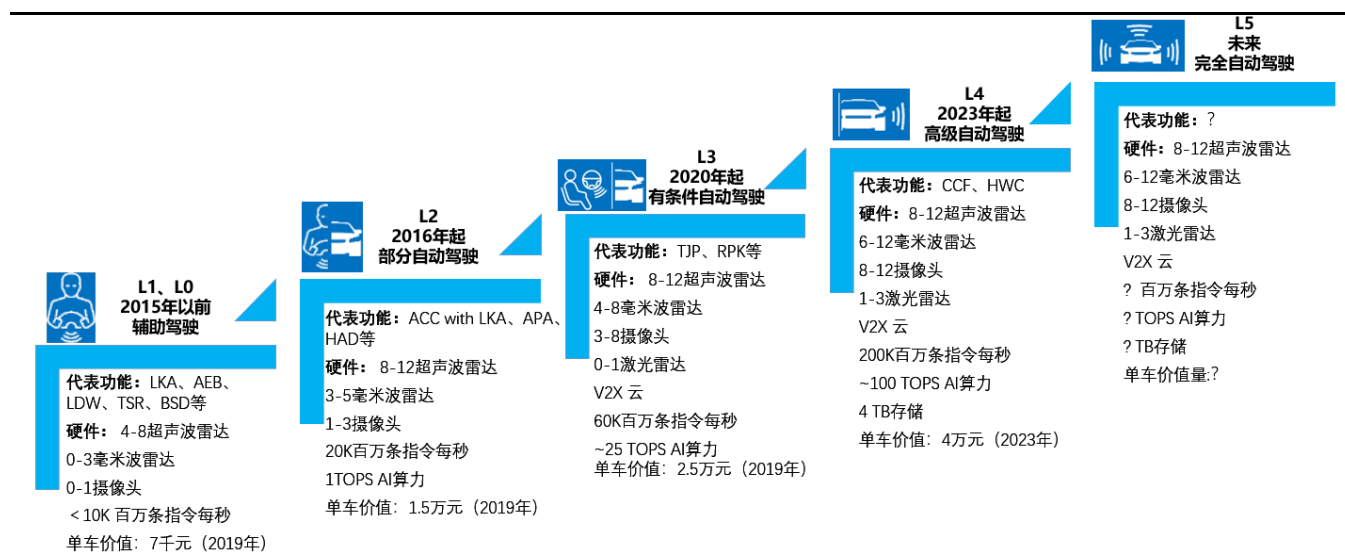 L1、L0
2015年以前
辅助驾驶
代表功能：LKA、AEB、
LDW、TSR、BSD等
硬件： 4-8超声波雷达
0-3毫米波雷达
0-1摄像头
＜10K 百万条指令每秒
单车价值：7千元（2019年）
L2
2016年起
部分自动驾驶
代表功能：ACC with LKA、APA、
HAD等
硬件： 8-12超声波雷达
3-5毫米波雷达
1-3摄像头
20K百万条指令每秒
1TOPS AI算力
单车价值：1.5万元（2019年）
L3
2020年起
有条件自动驾驶
代表功能：TJP、RPK等
硬件： 8-12超声波雷达
4-8毫米波雷达
3-8摄像头
0-1激光雷达
V2X 云
60K百万条指令每秒
~25 TOPS AI算力
单车价值：2.5万元（2019年）
L4
2023年起
高级自动驾驶
代表功能：CCF、HWC
硬件：8-12超声波雷达
6-12毫米波雷达
8-12摄像头
1-3激光雷达
V2X 云
200K百万条指令每秒
~100 TOPS AI算力
4 TB存储
单车价值：4万元（2023年）
L5
未来
完全自动驾驶
代表功能：?
硬件：8-12超声波雷达
6-12毫米波雷达
8-12摄像头
1-3激光雷达
V2X 云
? 百万条指令每秒
? TOPS AI算力
? TB存储
单车价值量:?